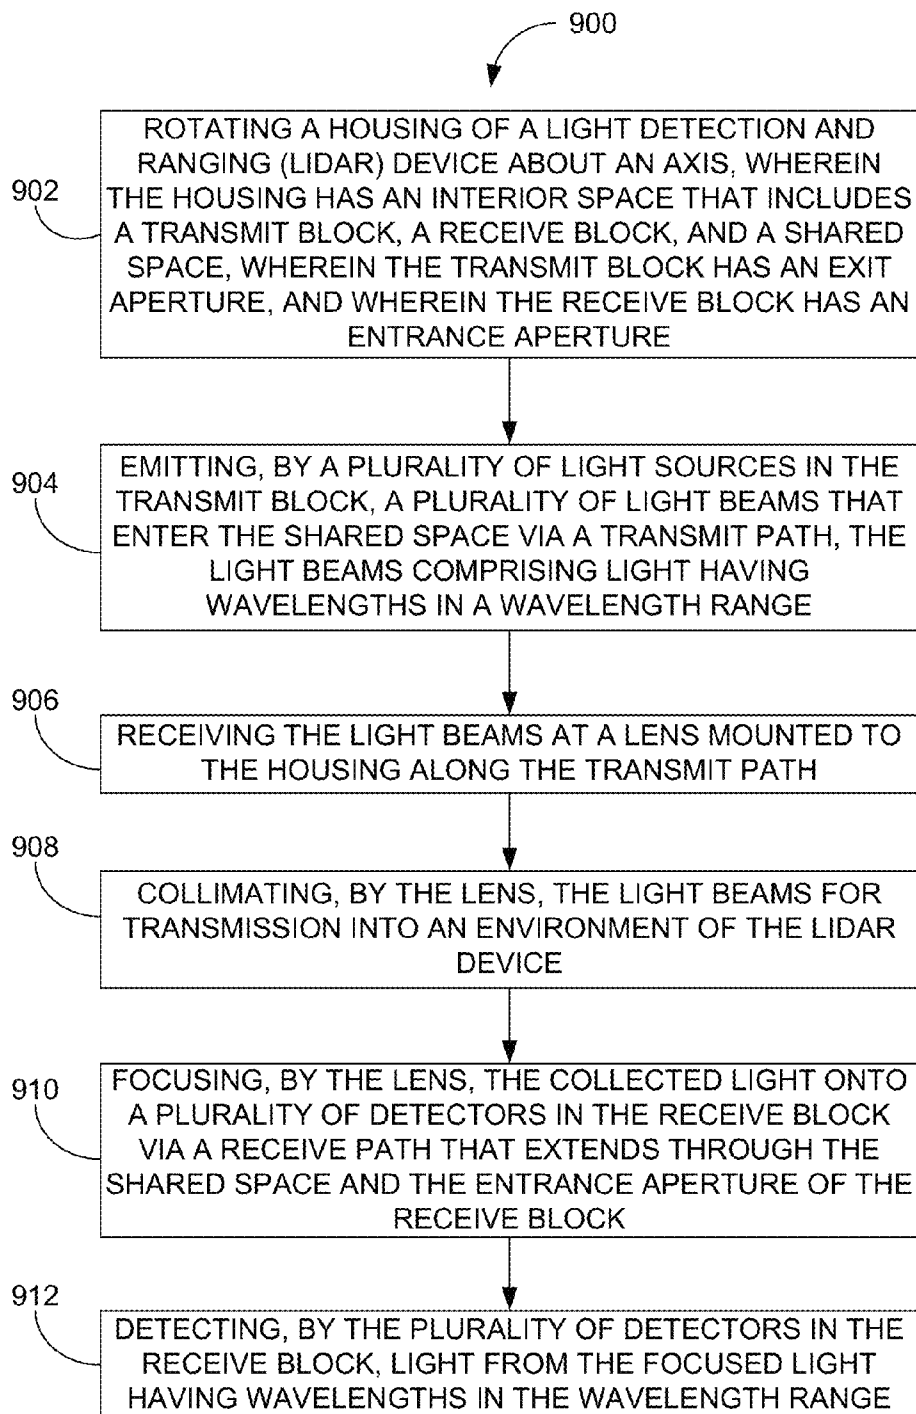 900
902
ROTATING A HOUSING OF A LIGHT DETECTION AND
RANGING (LIDAR) DEVICE ABOUT AN AXIS, WHEREIN
THE HOUSING HAS AN INTERIOR SPACE THAT INCLUDES
A TRANSMIT BLOCK, A RECEIVE BLOCK, AND A SHARED
SPACE, WHEREIN THE TRANSMIT BLOCK HAS AN EXIT
APERTURE, AND WHEREIN THE RECEIVE BLOCK HAS AN
ENTRANCE APERTURE
904
EMITTING, BY A PLURALITY OF LIGHT SOURCES IN THE
TRANSMIT BLOCK, A PLURALITY OF LIGHT BEAMS THAT
ENTER THE SHARED SPACE VIA A TRANSMIT PATH, THE
LIGHT BEAMS COMPRISING LIGHT HAVING
WAVELENGTHS IN A WAVELENGTH RANGE
906
RECEIVING THE LIGHT BEAMS AT A LENS MOUNTED TO
THE HOUSING ALONG THE TRANSMIT PATH
908
COLLIMATING, BY THE LENS, THE LIGHT BEAMS FOR
TRANSMISSION INTO AN ENVIRONMENT OF THE LIDAR
DEVICE
910
FOCUSING, BY THE LENS, THE COLLECTED LIGHT ONTO
A PLURALITY OF DETECTORS IN THE RECEIVE BLOCK
VIA A RECEIVE PATH THAT EXTENDS THROUGH THE
SHARED SPACE AND THE ENTRANCE APERTURE OF THE
RECEIVE BLOCK
912
DETECTING, BY THE PLURALITY OF DETECTORS IN THE
RECEIVE BLOCK, LIGHT FROM THE FOCUSED LIGHT
HAVING WAVELENGTHS IN THE WAVELENGTH RANGE